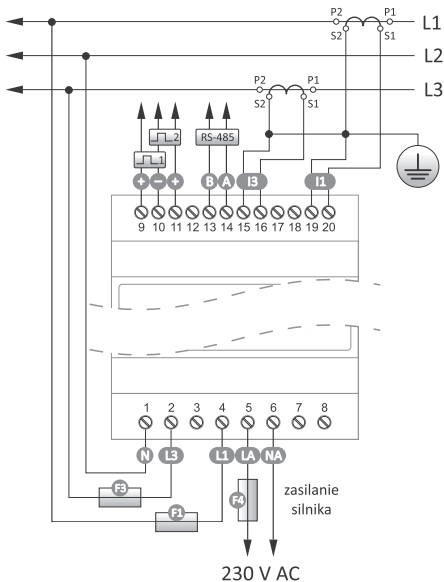 P2 P1 L1
S2 S1
L2
P2 P1 L3
S2 S1
2
1
RS-485
+ − + B A I3 I1
9 10 11 12 13 14 15 16 17 18 19 20
1 2 3 4 5 6 7 8
N L3 L1 LA NA
F3
F1
F4
zasilanie
silnika
230 V AC